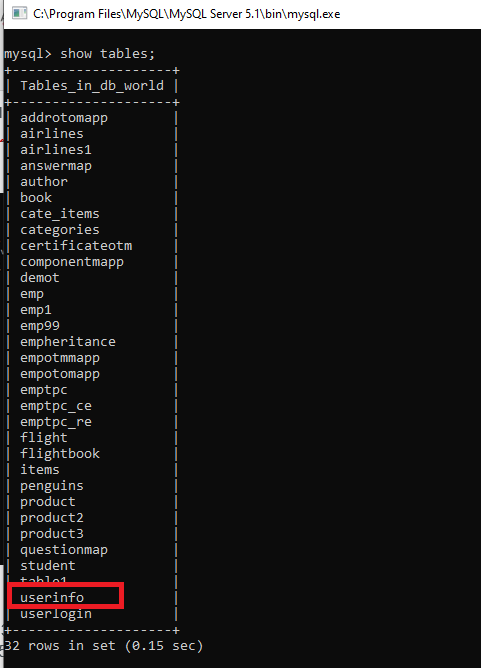 C:\Program Files\MySQL\MySQL Server 5.1\bin\mysql.exe
mysql> show tables;
+--------------------+
| Tables_in_db_world |
+--------------------+
| addrotomapp        |
| airlines           |
| airlines1          |
| answermap          |
| author             |
| book               |
| cate_items         |
| categories         |
| certificateotm     |
| componentmapp      |
| demot              |
| emp                |
| emp1               |
| emp99              |
| empheritance       |
| empotmmapp         |
| empotomapp         |
| emptpc             |
| emptpc_ce          |
| emptpc_re          |
| flight             |
| flightbook         |
| items              |
| penguins           |
| product            |
| product2           |
| product3           |
| questionmap        |
| student            |
| table1             |
| userinfo           |
| userlogin          |
+--------------------+
32 rows in set (0.15 sec)